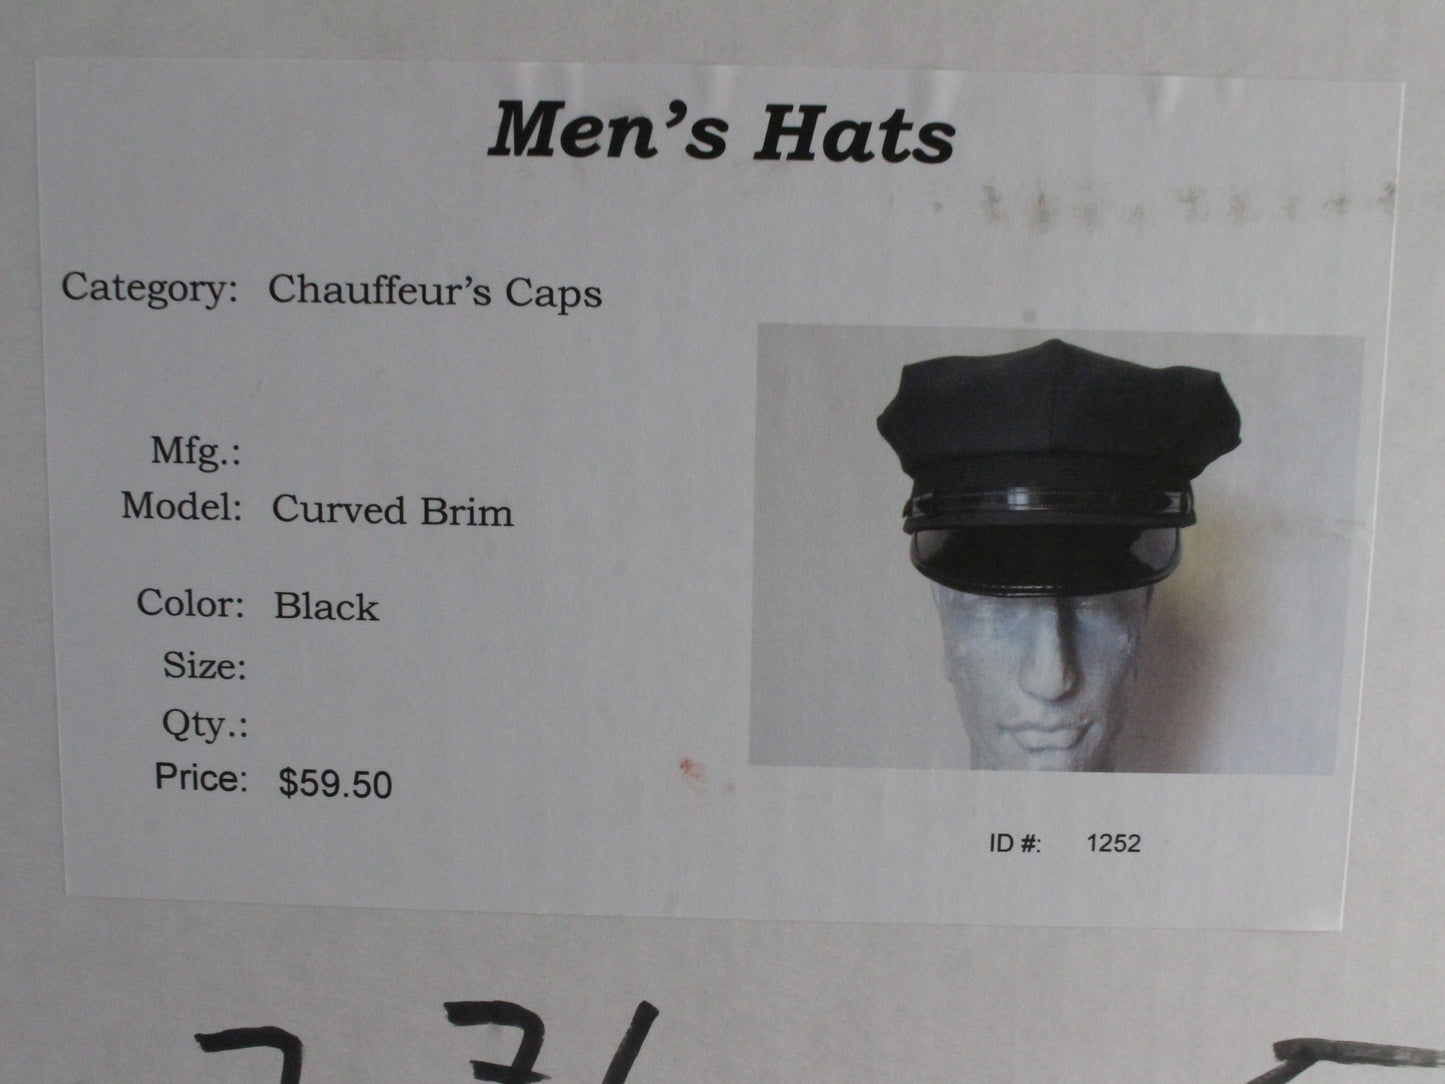 Men's Hats
Category: Chauffeur's Caps
Mfg.:
Model: Curved Brim
Color: Black
Size:
Qty.:
Price: $59.50
ID #: 1252